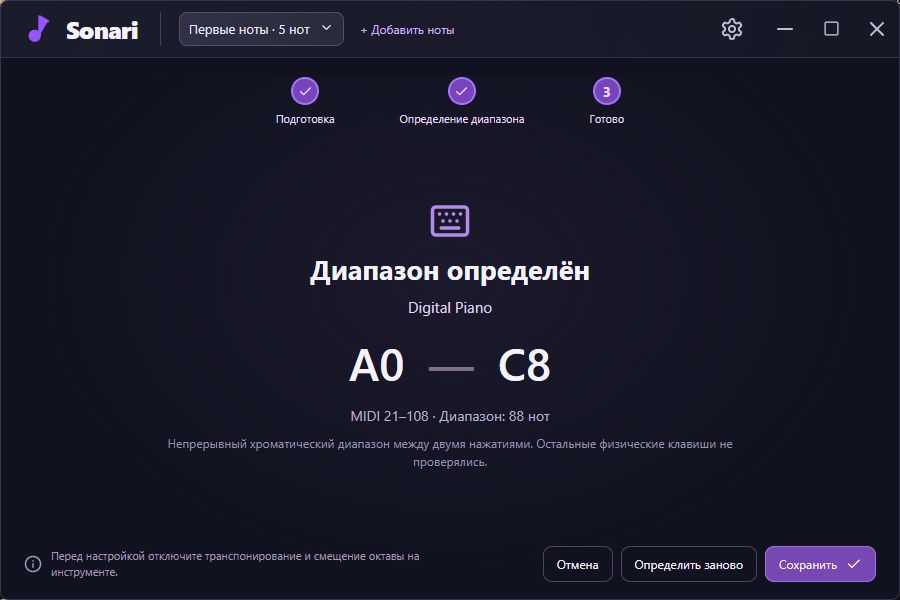 Sonari
Первые ноты · 5 нот
+ Добавить ноты
3
Подготовка
Определение диапазона
Готово
Диапазон определён
Digital Piano
A0 — C8
MIDI 21–108 · Диапазон: 88 нот
Непрерывный хроматический диапазон между двумя нажатиями. Остальные физические клавиши не
проверялись.
Перед настройкой отключите транспонирование и смещение октавы на
инструменте.
Отмена
Определить заново
Сохранить